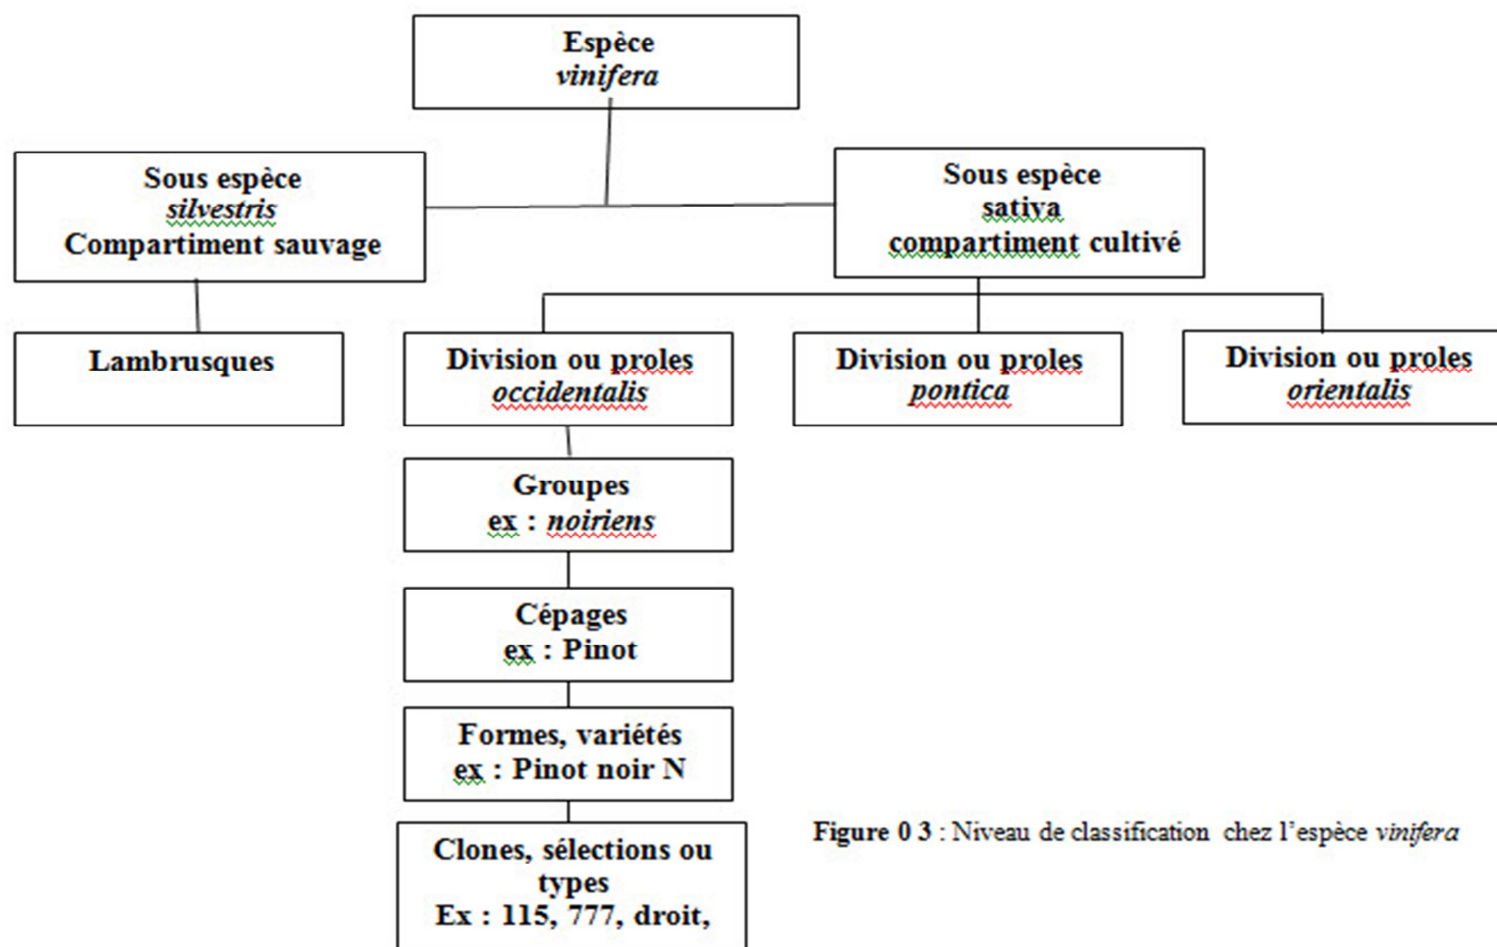 Espèce
vinifera
Sous espèce
silvestris
Compartiment sauvage
Sous espèce
sativa
compartiment cultivé
Lambrusques
Division ou proles
occidentalis
Division ou proles
pontica
Division ou proles
orientalis
Groupes
ex : noiriens
Cépages
ex : Pinot
Formes, variétés
ex : Pinot noir N
Clones, sélections ou
types
Ex : 115, 777, droit,
Figure 0 3 : Niveau de classification chez l’espèce vinifera